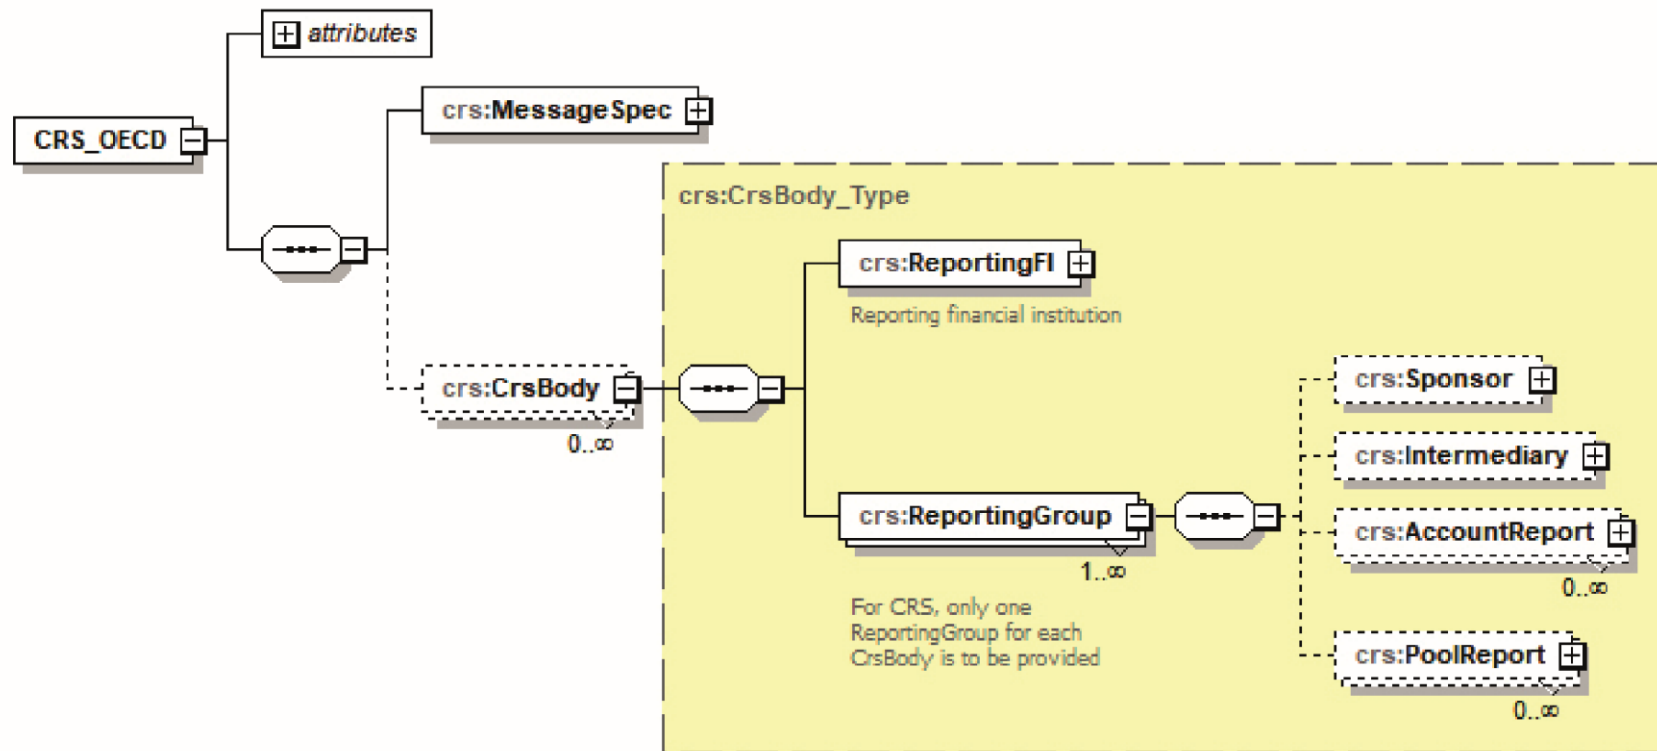 attributes
crs:MessageSpec
CRS_OECD
crs:CrsBody_Type
crs:ReportingFI
Reporting financial institution
crs:CrsBody
0..∞
crs:Sponsor
crs:Intermediary
crs:ReportingGroup
1..∞
For CRS, only one
ReportingGroup for each
CrsBody is to be provided
crs:AccountReport
0..∞
crs:PoolReport
0..∞